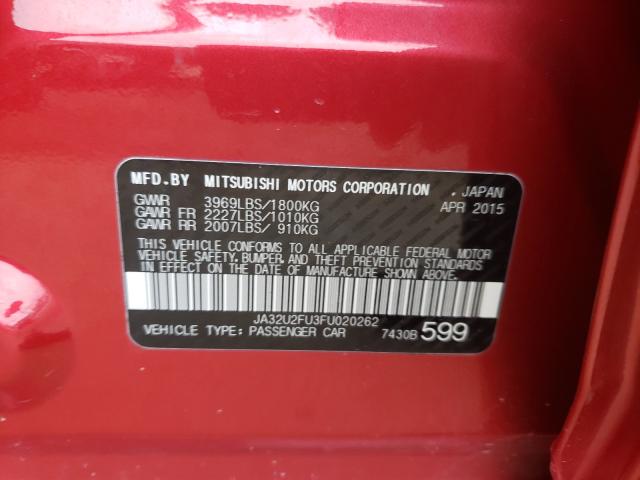 MFD.BY MITSUBISHI MOTORS CORPORATION . JAPAN
GVWR 3969LBS/1800KG APR 2015
GAWR FR 2227LBS/1010KG
GAWR RR 2007LBS/ 910KG
THIS VEHICLE CONFORMS TO ALL APPLICABLE FEDERAL MOTOR
VEHICLE SAFETY, BUMPER, AND THEFT PREVENTION STANDARDS
IN EFFECT ON THE DATE OF MANUFACTURE SHOWN ABOVE.
JA32U2FU3FU020262
VEHICLE TYPE: PASSENGER CAR 7430B 599